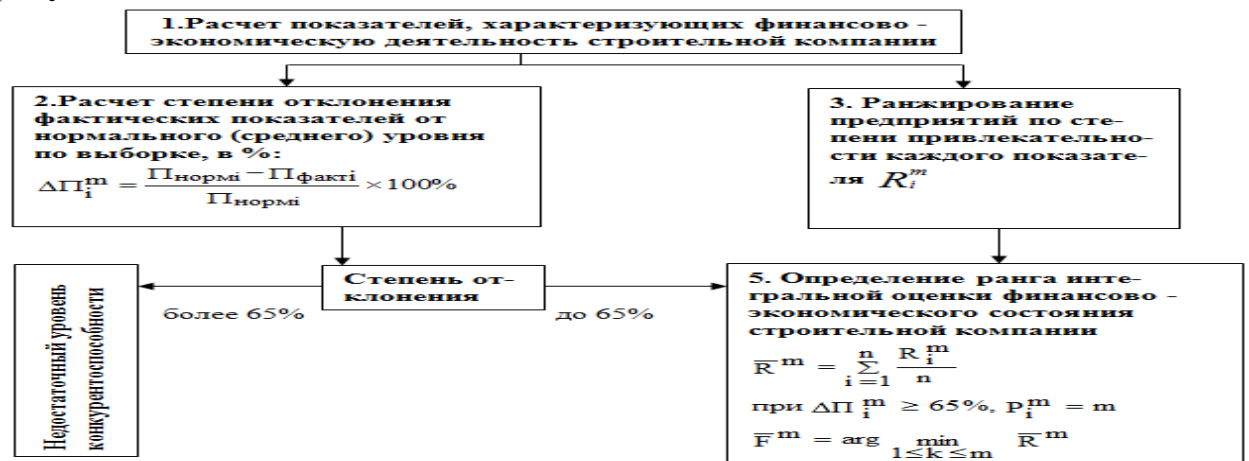 1.Расчет показателей, характеризующих финансово -
экономическую деятельность строительной компании
2.Расчет степени отклонения
фактических показателей от
нормального (среднего) уровня
по выборке, в %:
ΔП_i^m = (П_нормi − П_фактi) / П_нормi × 100%
3. Ранжирование
предприятий по сте-
пени привлекательно-
сти каждого показате-
ля R_i^m
Недостаточный уровень
конкурентоспособности
более 65%
Степень от-
клонения
до 65%
5. Определение ранга инте-
гральной оценки финансово -
экономического состояния
строительной компании
R̅^m = Σ_{i=1}^{n} R_i^m / n
при ΔП_i^m ≥ 65%, P_i^m = m
F̅^m = arg min_{1≤k≤m} R̅^m